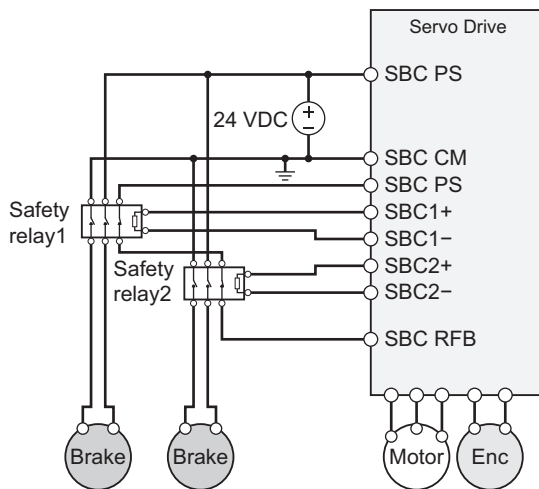 Servo Drive
SBC PS
24 VDC
+
−
SBC CM
SBC PS
Safety
relay1
SBC1+
SBC1−
Safety
relay2
SBC2+
SBC2−
SBC RFB
Brake
Brake
Motor
Enc